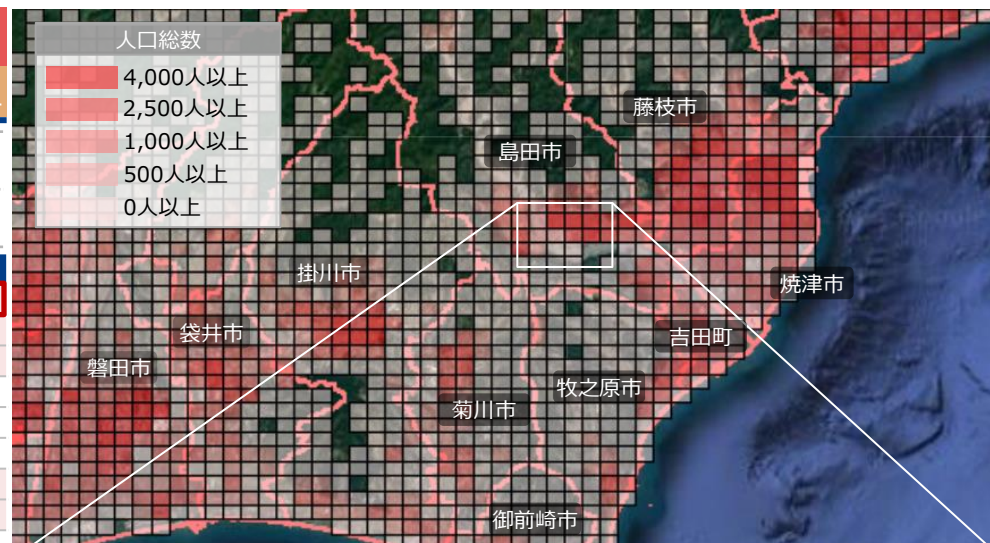 人口総数
4,000人以上
2,500人以上
1,000人以上
500人以上
0人以上
藤枝市
島田市
掛川市
焼津市
袋井市
吉田町
磐田市
牧之原市
菊川市
御前崎市